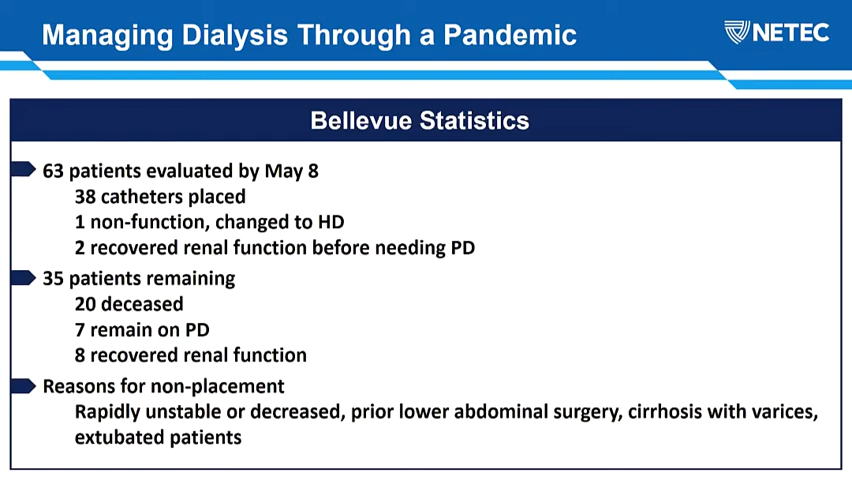 Managing Dialysis Through a Pandemic
NETEC
Bellevue Statistics
63 patients evaluated by May 8
38 catheters placed
1 non-function, changed to HD
2 recovered renal function before needing PD
35 patients remaining
20 deceased
7 remain on PD
8 recovered renal function
Reasons for non-placement
Rapidly unstable or decreased, prior lower abdominal surgery, cirrhosis with varices,
extubated patients